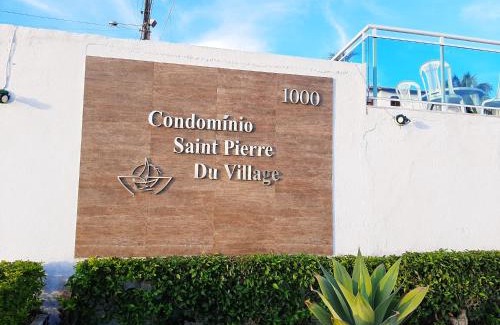 1000
Condomínio
Saint Pierre
Du Village